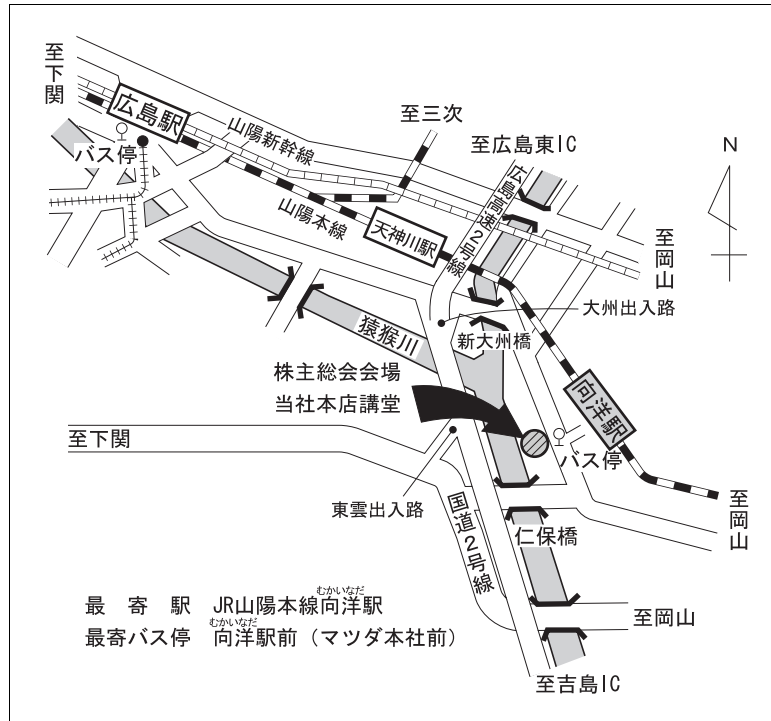 至下関
広島駅
バス停
山陽新幹線
至三次
至広島東IC
広島高速2号線
N
山陽本線
天神川駅
至岡山
大州出入路
猿猴川
新大州橋
株主総会会場
当社本店講堂
向洋駅
至下関
バス停
東雲出入路
国道2号線
至岡山
仁保橋
むかいなだ
最寄駅 JR山陽本線向洋駅
むかいなだ
最寄バス停 向洋駅前（マツダ本社前）
至岡山
至吉島IC